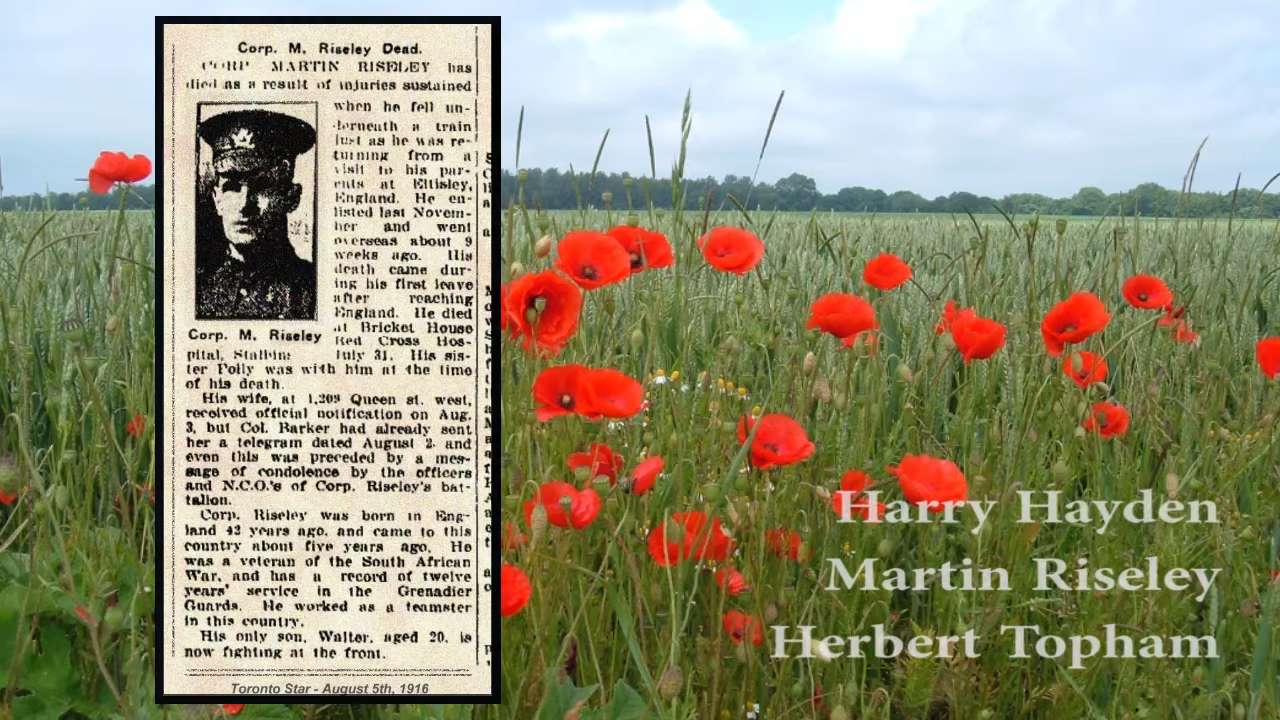 Corp. M. Riseley Dead.
CORP MARTIN RISELEY has
died as a result of injuries sustained
when he fell un-
derneath a train
just as he was re-
turning from a
visit to his par-
ents at Eltisley,
England. He en-
listed last Novem-
ber and went
overseas about 9
weeks ago. His
death came dur-
ing his first leave
after reaching
England. He died
at Bricket House
Red Cross Hos-
Corp. M. Riseley
pital, July 31. His sis-
ter Polly was with him at the time
of his death.
His wife, at 1,209 Queen st. west,
received official notification on Aug.
3, but Col. Barker had already sent
her a telegram dated August 2, and
even this was preceded by a mes-
sage of condolence by the officers
and N.C.O.'s of Corp. Riseley's bat-
talion.
Corp. Riseley was born in Eng-
land 42 years ago, and came to this
country about five years ago. He
was a veteran of the South African
War, and has a record of twelve
years' service in the Grenadier
Guards. He worked as a teamster
in this country.
His only son, Walter, aged 20, is
now fighting at the front.
Toronto Star - August 5th, 1916
Harry Hayden
Martin Riseley
Herbert Topham